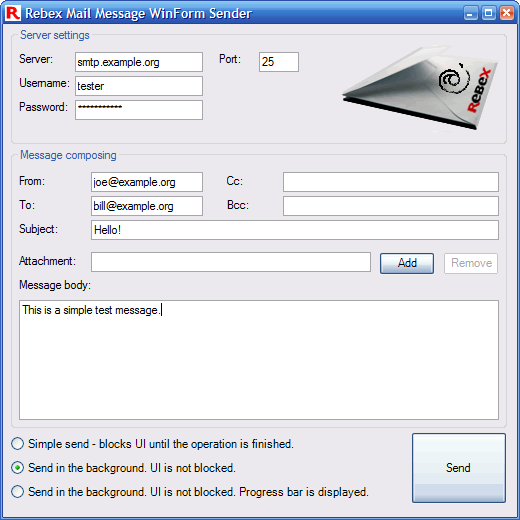 R Rebex Mail Message WinForm Sender
Server settings
Server: smtp.example.org Port: 25
Username: tester
Password: ***********
ReBeX
Message composing
From: joe@example.org Cc:
To: bill@example.org Bcc:
Subject: Hello!
Attachment: Add Remove
Message body:
This is a simple test message.
Simple send - blocks UI until the operation is finished.
Send in the background. UI is not blocked.
Send
Send in the background. UI is not blocked. Progress bar is displayed.